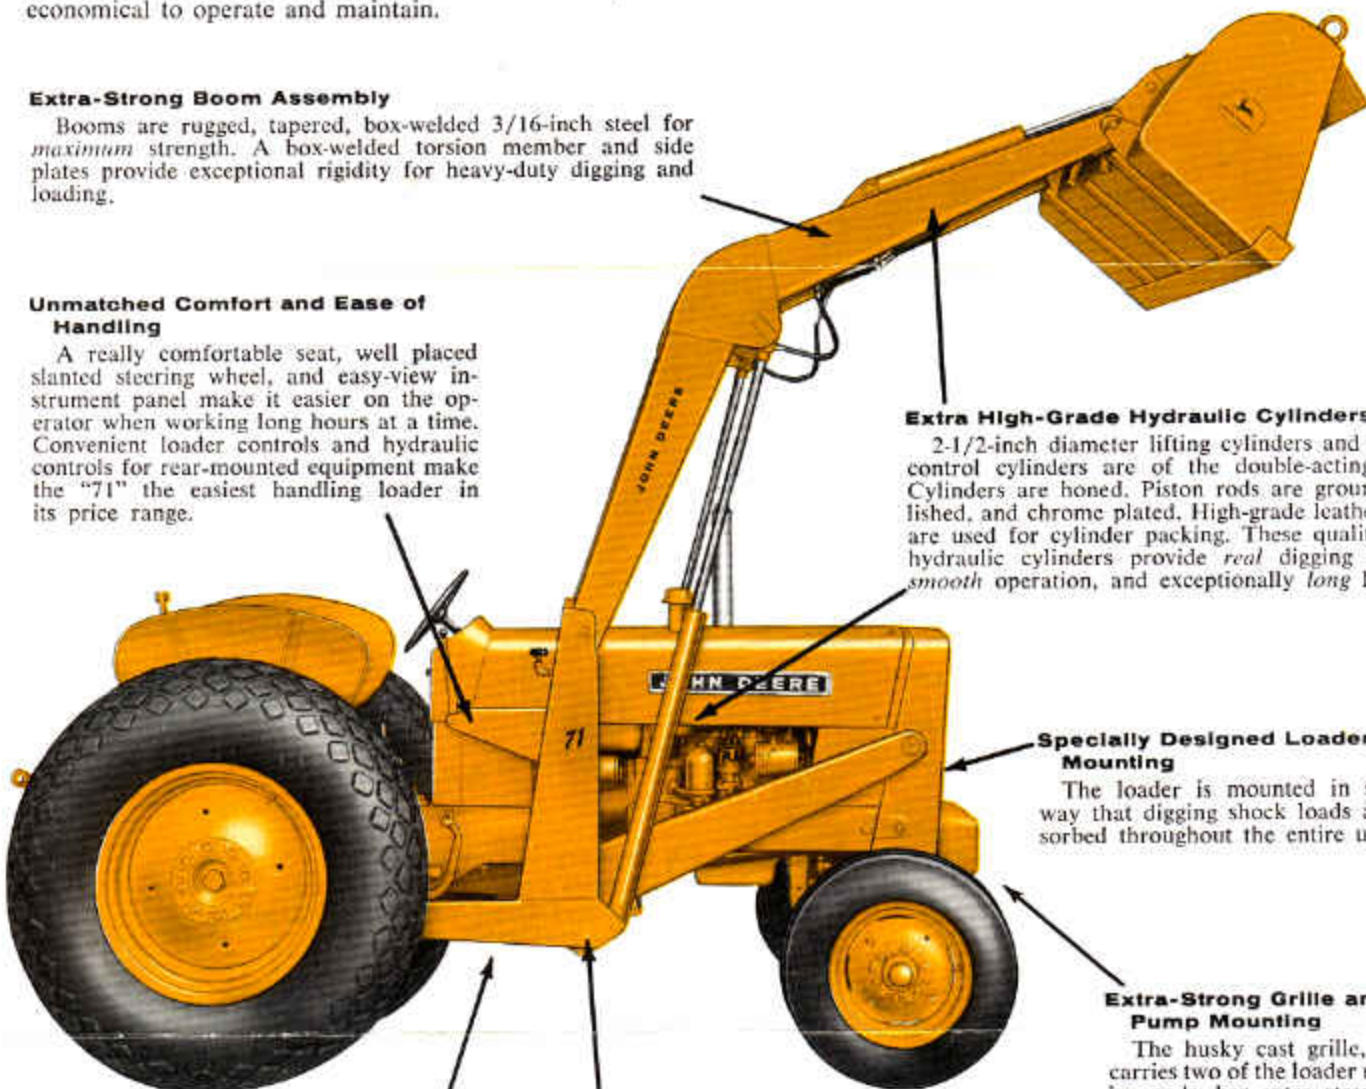 economical to operate and maintain.
Extra-Strong Boom Assembly
Booms are rugged, tapered, box-welded 3/16-inch steel for
maximum strength. A box-welded torsion member and side
plates provide exceptional rigidity for heavy-duty digging and
loading.
Unmatched Comfort and Ease of
Handling
A really comfortable seat, well placed
slanted steering wheel, and easy-view in-
strument panel make it easier on the op-
erator when working long hours at a time.
Convenient loader controls and hydraulic
controls for rear-mounted equipment make
the "71" the easiest handling loader in
its price range.
JOHN DEERE
Extra High-Grade Hydraulic Cylinders
2-1/2-inch diameter lifting cylinders and
control cylinders are of the double-acting
Cylinders are honed. Piston rods are groun
lished, and chrome plated. High-grade leathe
are used for cylinder packing. These quali
hydraulic cylinders provide real digging
smooth operation, and exceptionally long
JOHN DEERE
71
Specially Designed Loader
Mounting
The loader is mounted in
way that digging shock loads a
sorbed throughout the entire u
Extra-Strong Grille an
Pump Mounting
The husky cast grille,
carries two of the loader